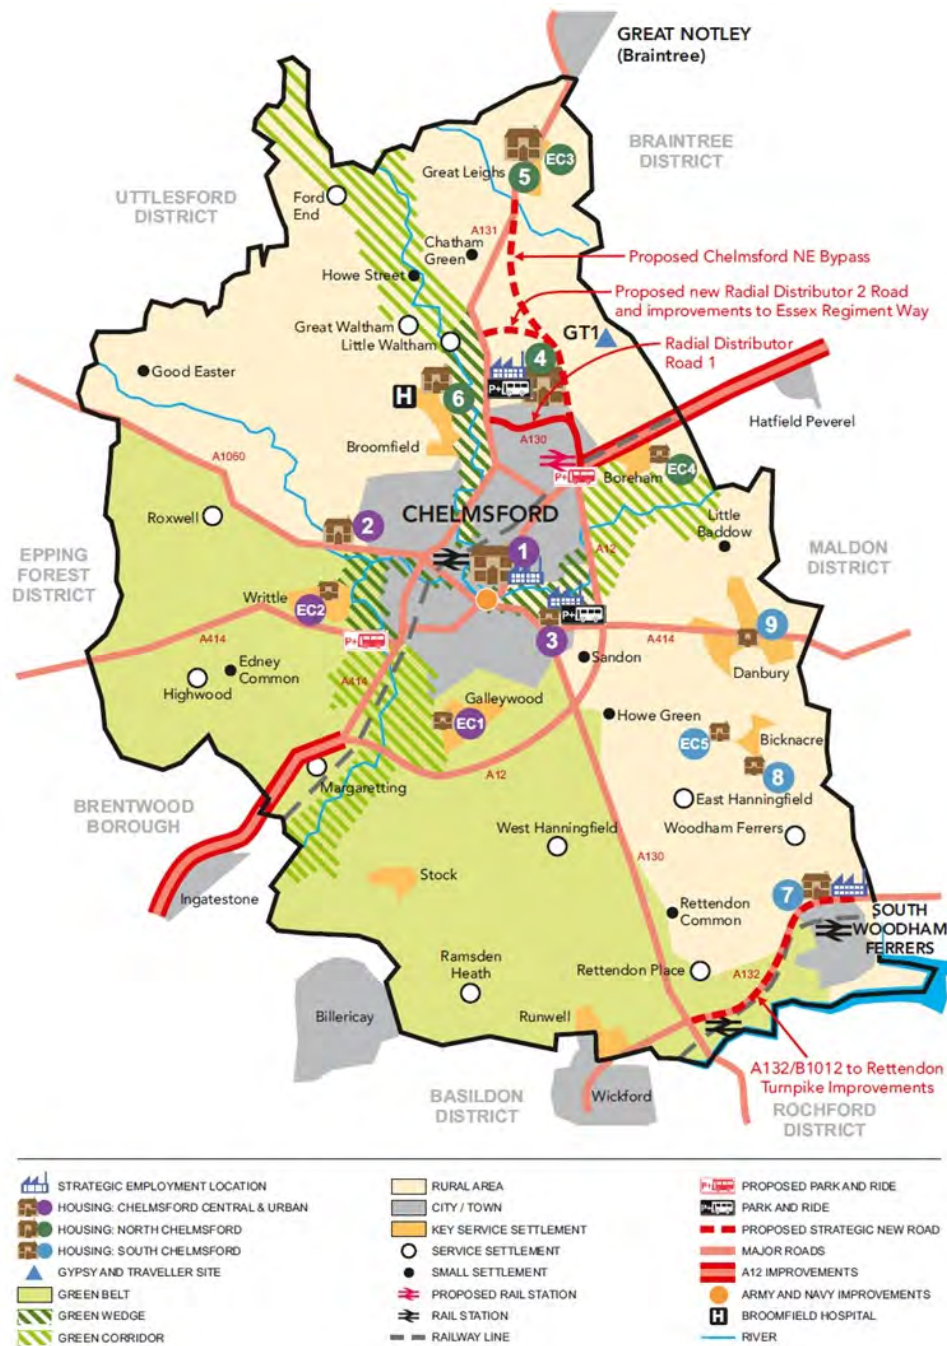 GREAT NOTLEY
(Braintree)
BRAINTREE
DISTRICT
EC3
Great Leighs
5
UTTLESFORD
DISTRICT
Ford
End
A131
Chatham
Green
Proposed Chelmsford NE Bypass
Howe Street
Proposed new Radial Distributor 2 Road
and improvements to Essex Regiment Way
Great Waltham
Little Waltham
GT1
Radial Distributor
Road 1
4
Good Easter
P+
H
6
Hatfield Peverel
A130
Broomfield
A1060
P+
Boreham
EC4
Roxwell
2
CHELMSFORD
Little
Baddow
EPPING
FOREST
DISTRICT
1
A12
MALDON
DISTRICT
Writtle
EC2
P+
9
A414
P+
3
A414
Sandon
Danbury
Edney
Common
Highwood
A414
Galleywood
EC1
Howe Green
EC5
Bicknacre
A12
8
Margaretting
East Hanningfield
BRENTWOOD
BOROUGH
West Hanningfield
Woodham Ferrers
A130
Stock
7
Ingatestone
Rettendon
Common
SOUTH
WOODHAM
FERRERS
Ramsden
Heath
Rettendon Place
A132
Billericay
Runwell
A132/B1012 to Rettendon
Turnpike Improvements
BASILDON
DISTRICT
Wickford
ROCHFORD
DISTRICT
STRATEGIC EMPLOYMENT LOCATION
HOUSING: CHELMSFORD CENTRAL & URBAN
HOUSING: NORTH CHELMSFORD
HOUSING: SOUTH CHELMSFORD
GYPSY AND TRAVELLER SITE
GREEN BELT
GREEN WEDGE
GREEN CORRIDOR
RURAL AREA
CITY / TOWN
KEY SERVICE SETTLEMENT
SERVICE SETTLEMENT
SMALL SETTLEMENT
PROPOSED RAIL STATION
RAIL STATION
RAILWAY LINE
P+
PROPOSED PARK AND RIDE
P+
PARK AND RIDE
PROPOSED STRATEGIC NEW ROAD
MAJOR ROADS
A12 IMPROVEMENTS
ARMY AND NAVY IMPROVEMENTS
H
BROOMFIELD HOSPITAL
RIVER